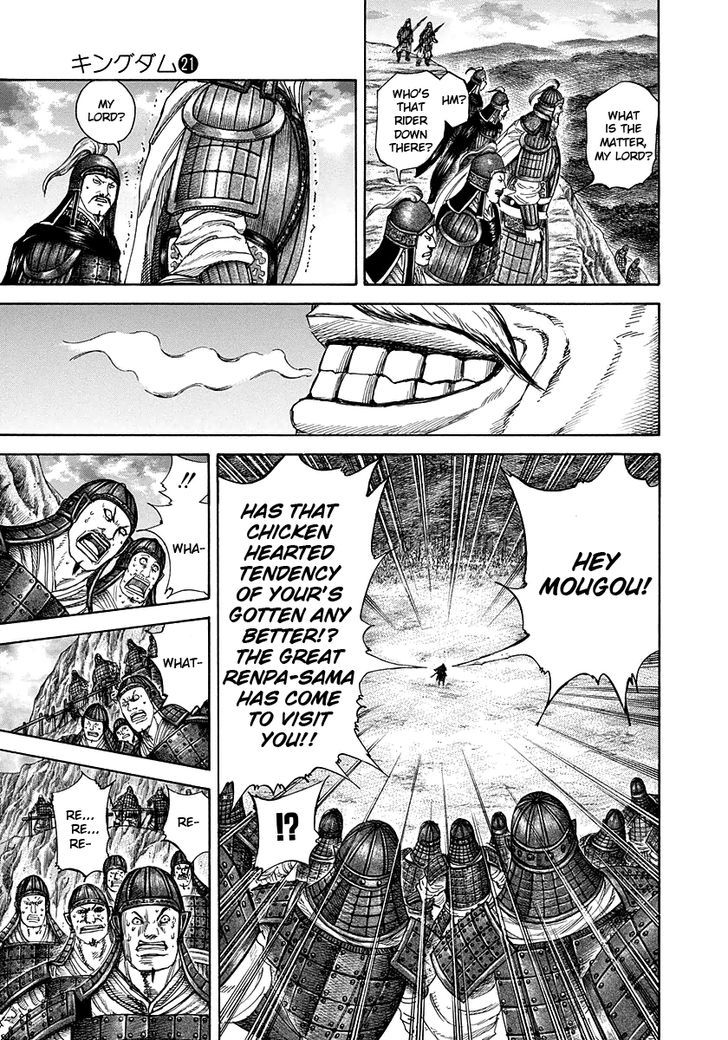 キングダム21
WHAT
IS THE
MATTER,
MY LORD?
HM?
WHO'S
THAT
RIDER
DOWN
THERE?
MY
LORD?
HEY
MOUGOU!
HAS THAT
CHICKEN
HEARTED
TENDENCY
OF YOUR'S
GOTTEN ANY
BETTER!?
THE GREAT
RENPA-SAMA
HAS COME
TO VISIT
YOU!!
!?
!!
WHA-
WHAT-
RE-
RE...
RE...
RE-